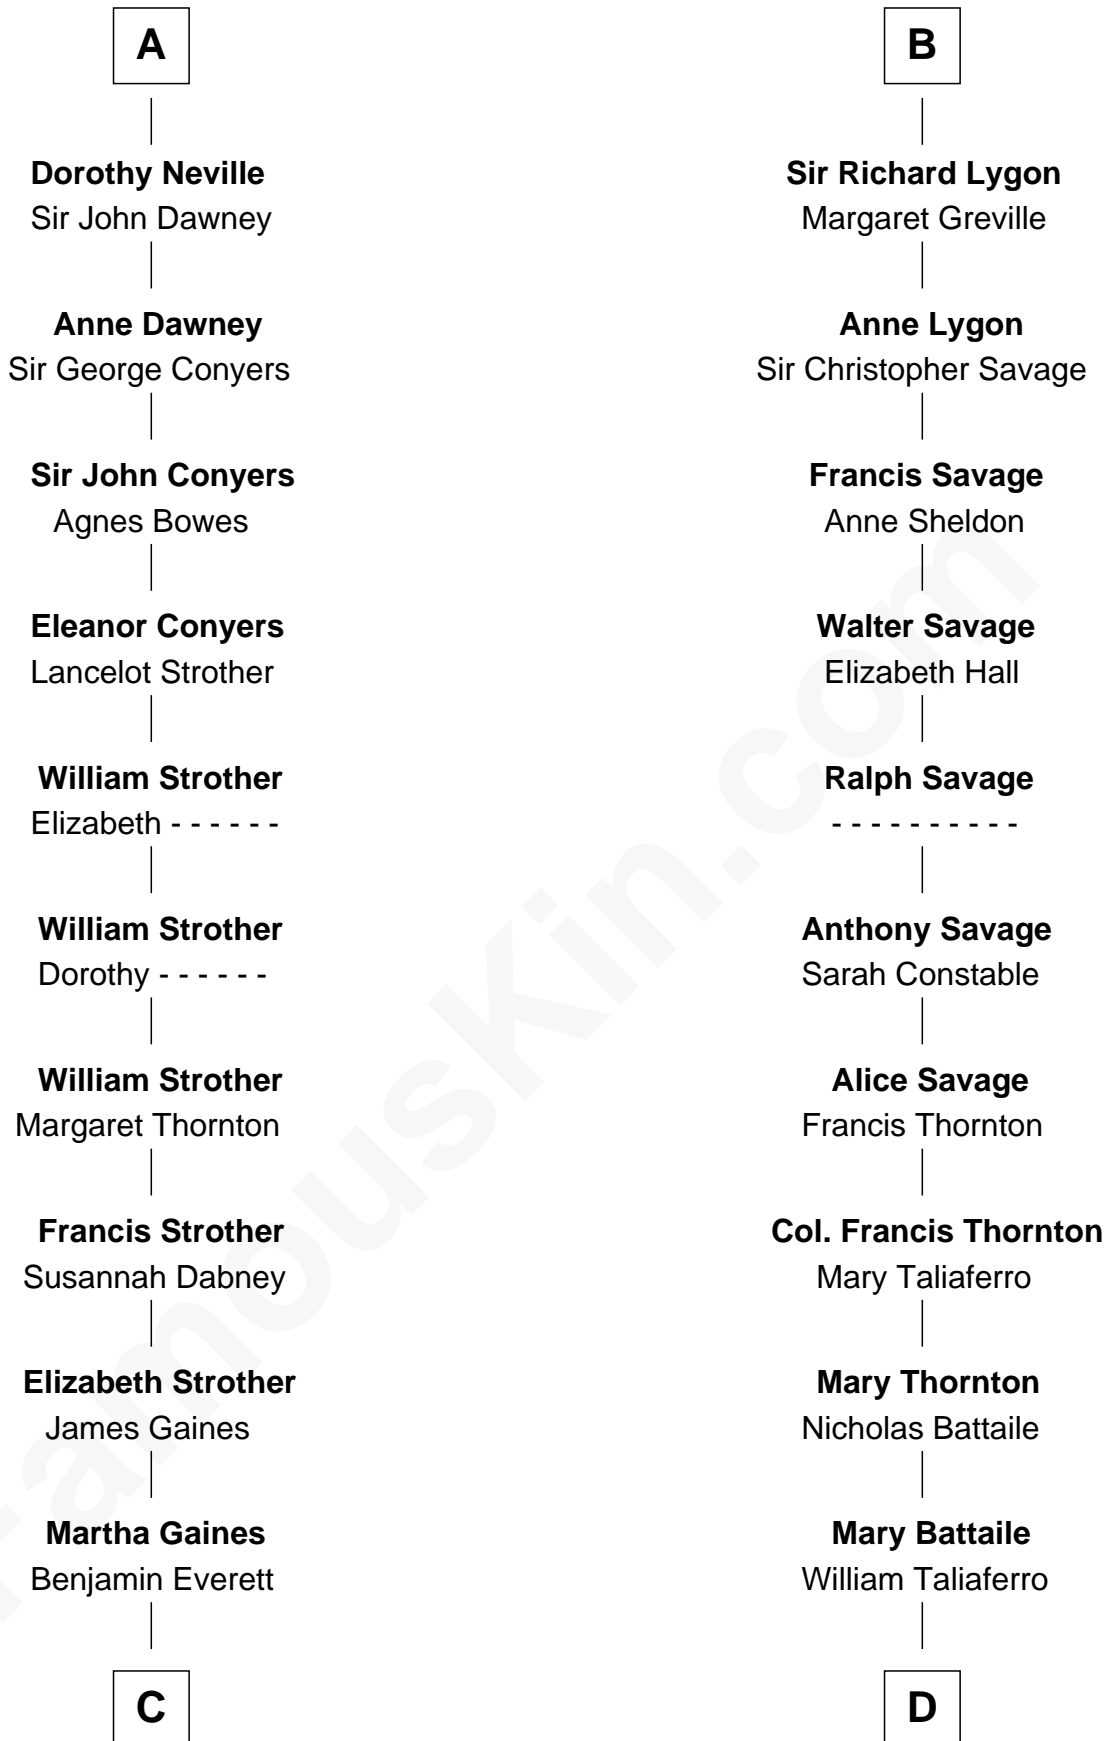 A
Dorothy Neville
Sir John Dawney
Anne Dawney
Sir George Conyers
Sir John Conyers
Agnes Bowes
Eleanor Conyers
Lancelot Strother
William Strother
Elizabeth - - - - - -
William Strother
Dorothy - - - - - -
William Strother
Margaret Thornton
Francis Strother
Susannah Dabney
Elizabeth Strother
James Gaines
Martha Gaines
Benjamin Everett
C
B
Sir Richard Lygon
Margaret Greville
Anne Lygon
Sir Christopher Savage
Francis Savage
Anne Sheldon
Walter Savage
Elizabeth Hall
Ralph Savage
- - - - - - - - - -
Anthony Savage
Sarah Constable
Alice Savage
Francis Thornton
Col. Francis Thornton
Mary Taliaferro
Mary Thornton
Nicholas Battaile
Mary Battaile
William Taliaferro
D
FamousKin.com